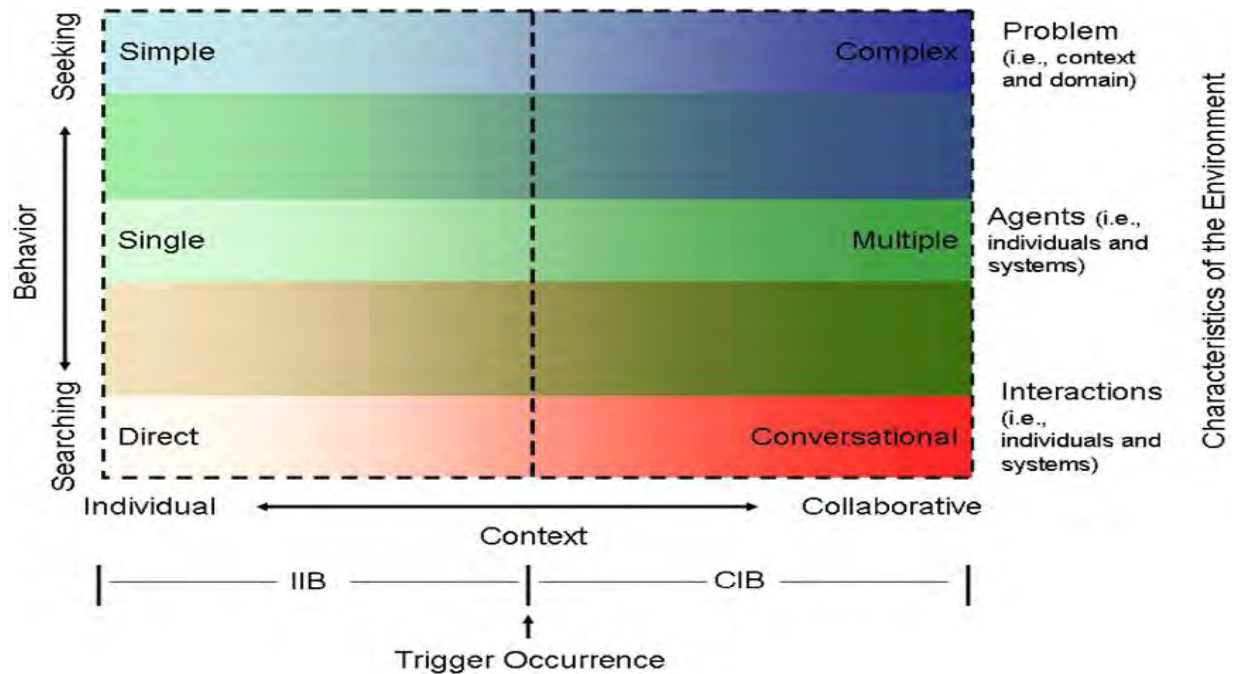 Seeking
Behavior
Searching
Simple
Complex
Single
Multiple
Direct
Conversational
Problem
(i.e., context
and domain)
Agents (i.e.,
individuals and
systems)
Interactions
(i.e.,
individuals and
systems)
Characteristics of the Environment
Individual
Collaborative
Context
IIB
CIB
Trigger Occurrence